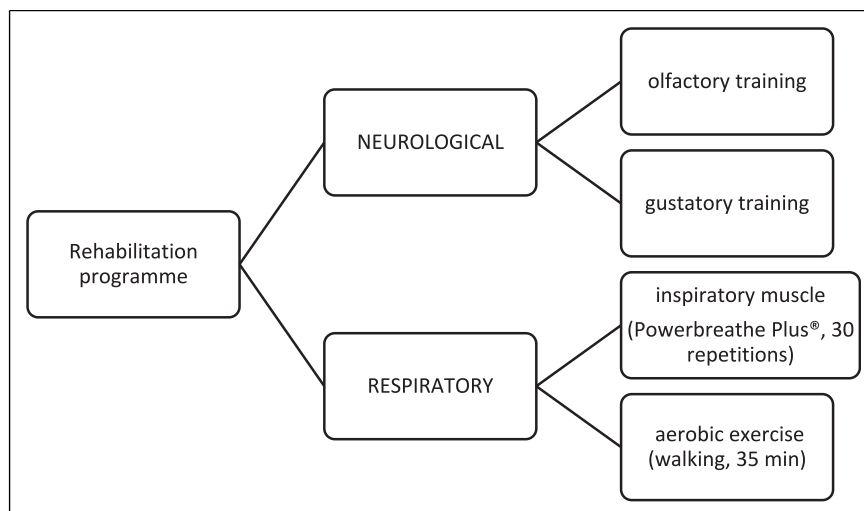 Rehabilitation
programme
NEUROLOGICAL
olfactory training
gustatory training
RESPIRATORY
inspiratory muscle
(Powerbreathe Plus®, 30
repetitions)
aerobic exercise
(walking, 35 min)